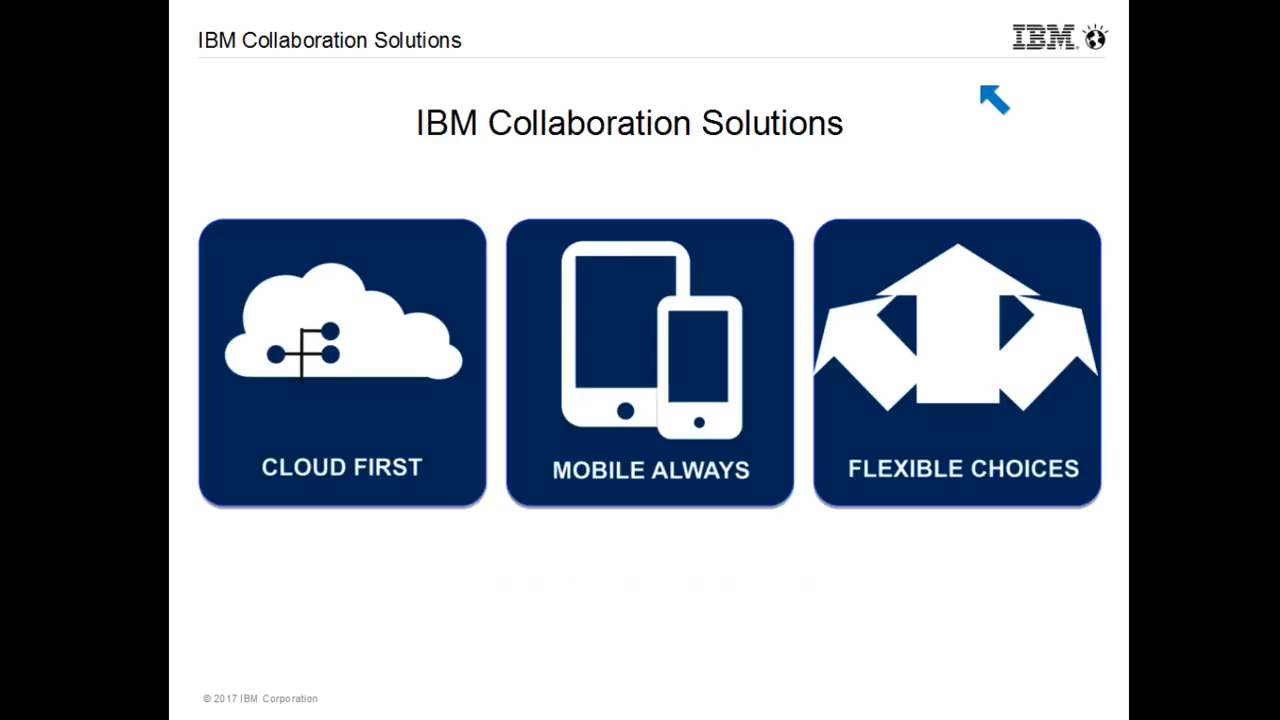 IBM Collaboration Solutions
IBM
IBM Collaboration Solutions
CLOUD FIRST
MOBILE ALWAYS
FLEXIBLE CHOICES
© 2017 IBM Corporation